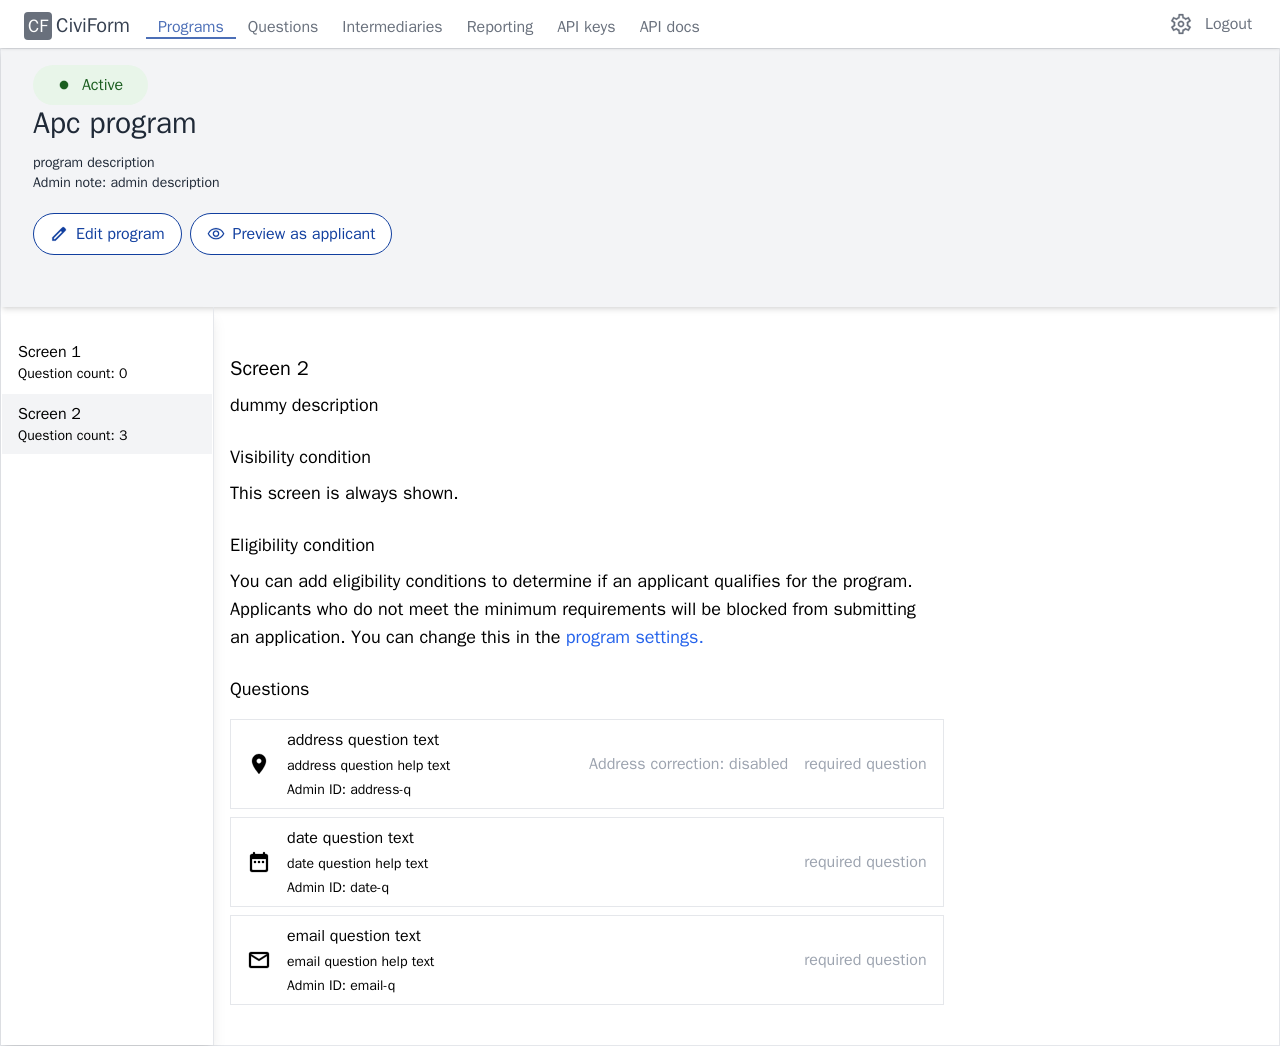 CF CiviForm Programs Questions Intermediaries Reporting API keys API docs Logout
Active
Apc program
program description
Admin note: admin description
Edit program Preview as applicant
Screen 1
Question count: 0
Screen 2
Question count: 3
Screen 2
dummy description
Visibility condition
This screen is always shown.
Eligibility condition
You can add eligibility conditions to determine if an applicant qualifies for the program.
Applicants who do not meet the minimum requirements will be blocked from submitting
an application. You can change this in the program settings.
Questions
address question text
address question help text
Admin ID: address-q
Address correction: disabled required question
date question text
date question help text
Admin ID: date-q
required question
email question text
email question help text
Admin ID: email-q
required question